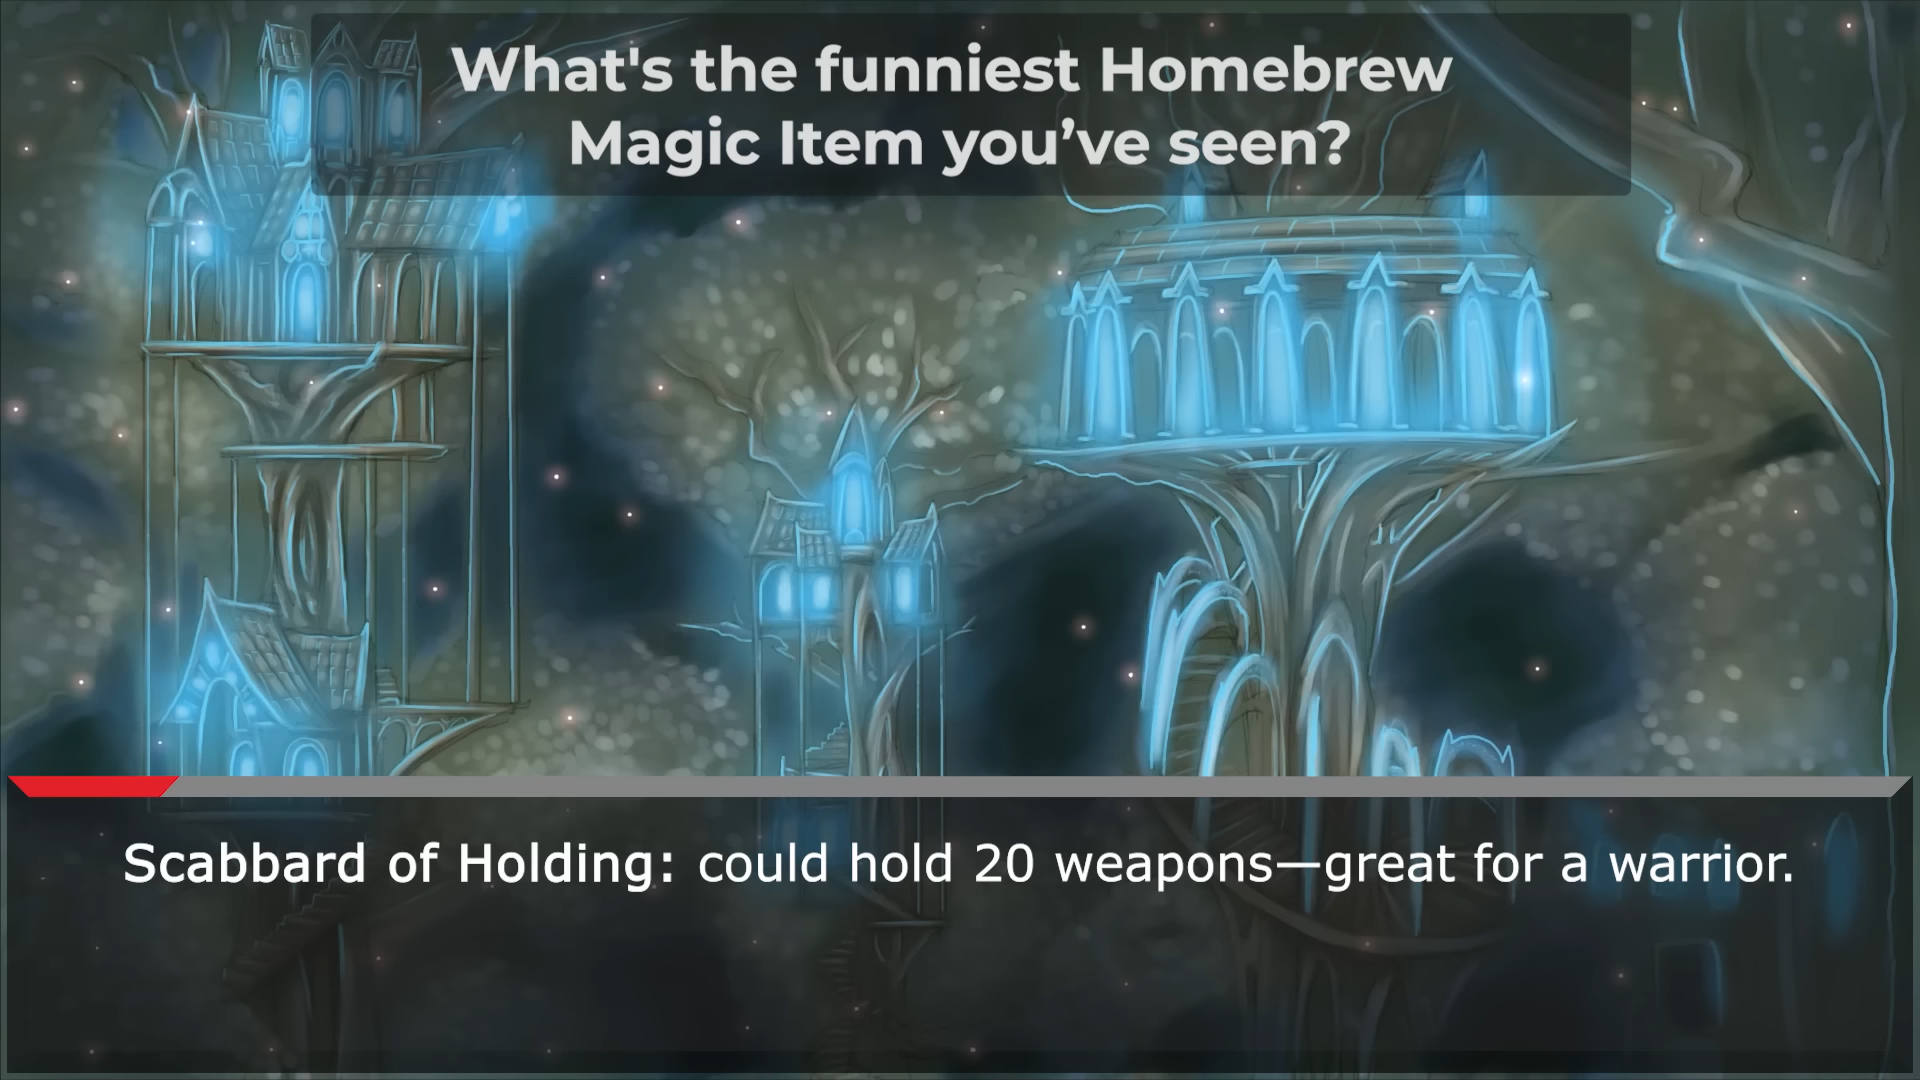 What's the funniest Homebrew
Magic Item you’ve seen?
Scabbard of Holding: could hold 20 weapons—great for a warrior.